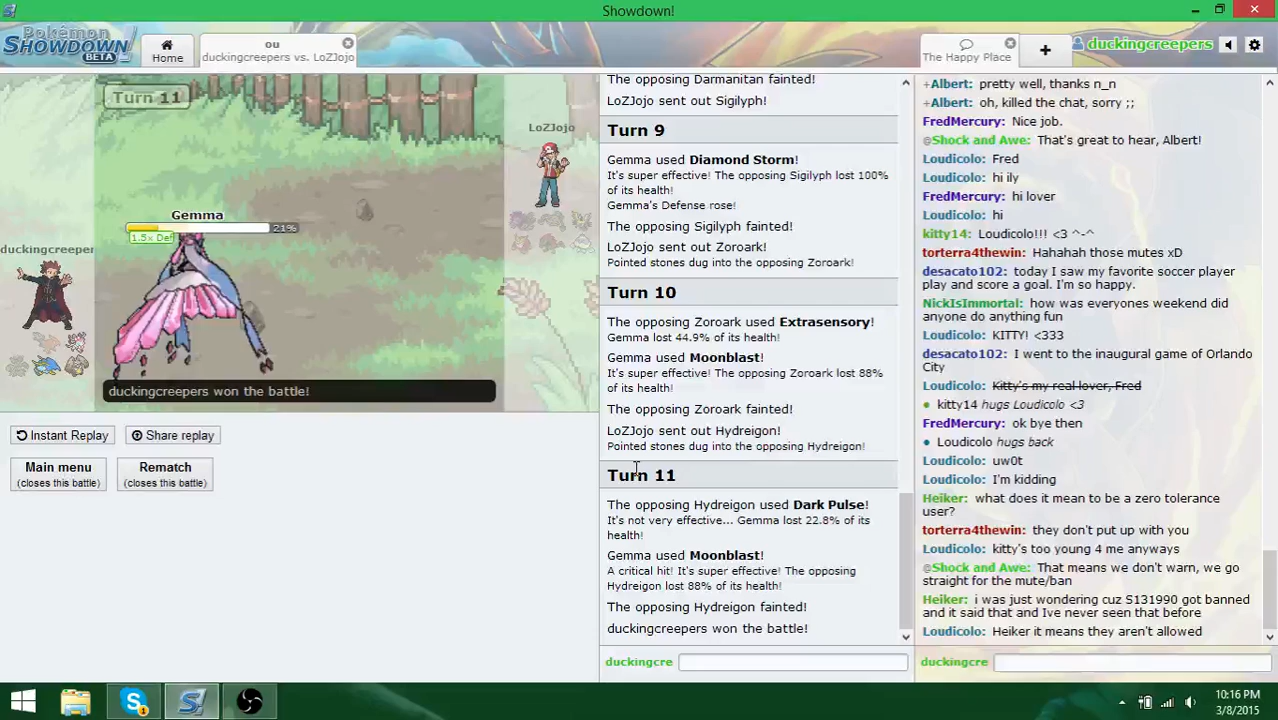 Showdown!
Pokémon
SHOWDOWN
BETA
Home
ou
duckingcreepers vs. LoZJojo
The Happy Place
duckingcreepers
Turn 11
LoZJojo
Gemma
21%
1.5x Def
duckingcreeper
duckingcreepers won the battle!
Instant Replay
Share replay
Main menu
(closes this battle)
Rematch
(closes this battle)
The opposing Darmanitan fainted!
LoZJojo sent out Sigilyph!
Turn 9
Gemma used Diamond Storm!
It's super effective! The opposing Sigilyph lost 100%
of its health!
Gemma's Defense rose!
The opposing Sigilyph fainted!
LoZJojo sent out Zoroark!
Pointed stones dug into the opposing Zoroark!
Turn 10
The opposing Zoroark used Extrasensory!
Gemma lost 44.9% of its health!
Gemma used Moonblast!
It's super effective! The opposing Zoroark lost 88%
of its health!
The opposing Zoroark fainted!
LoZJojo sent out Hydreigon!
Pointed stones dug into the opposing Hydreigon!
Turn 11
The opposing Hydreigon used Dark Pulse!
It's not very effective... Gemma lost 22.8% of its
health!
Gemma used Moonblast!
A critical hit! It's super effective! The opposing
Hydreigon lost 88% of its health!
The opposing Hydreigon fainted!
duckingcreepers won the battle!
duckingcre
+Albert: pretty well, thanks n_n
+Albert: oh, killed the chat, sorry ;;
FredMercury: Nice job.
@Shock and Awe: That's great to hear, Albert!
Loudicolo: Fred
Loudicolo: hi ily
FredMercury: hi lover
Loudicolo: hi
kitty14: Loudicolo!!! <3 ^-^
torterra4thewin: Hahahah those mutes xD
desacato102: today I saw my favorite soccer player
play and score a goal. I'm so happy.
NickIsImmortal: how was everyones weekend did
anyone do anything fun
Loudicolo: KITTY! <333
desacato102: I went to the inaugural game of Orlando
City
Loudicolo: Kitty's my real lover, Fred
• kitty14 hugs Loudicolo <3
FredMercury: ok bye then
• Loudicolo hugs back
Loudicolo: uw0t
Loudicolo: I'm kidding
Heiker: what does it mean to be a zero tolerance
user?
torterra4thewin: they don't put up with you
Loudicolo: kitty's too young 4 me anyways
@Shock and Awe: That means we don't warn, we go
straight for the mute/ban
Heiker: i was just wondering cuz S131990 got banned
and it said that and Ive never seen that before
Loudicolo: Heiker it means they aren't allowed
duckingcre
10:16 PM
3/8/2015